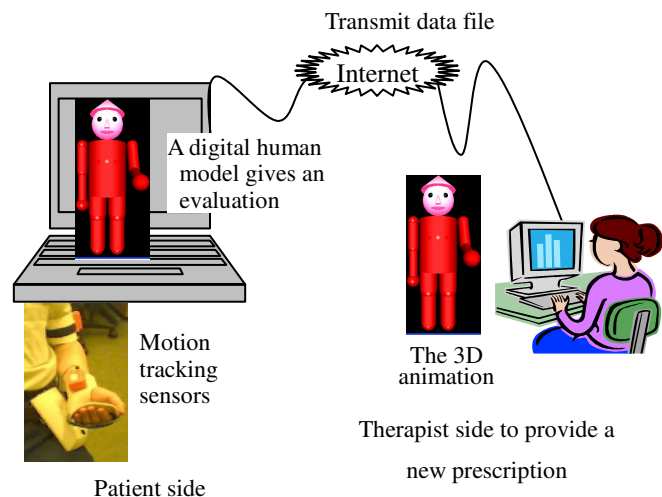 Transmit data file
Internet
A digital human
model gives an
evaluation
Motion
tracking
sensors
The 3D
animation
Therapist side to provide a
new prescription
Patient side